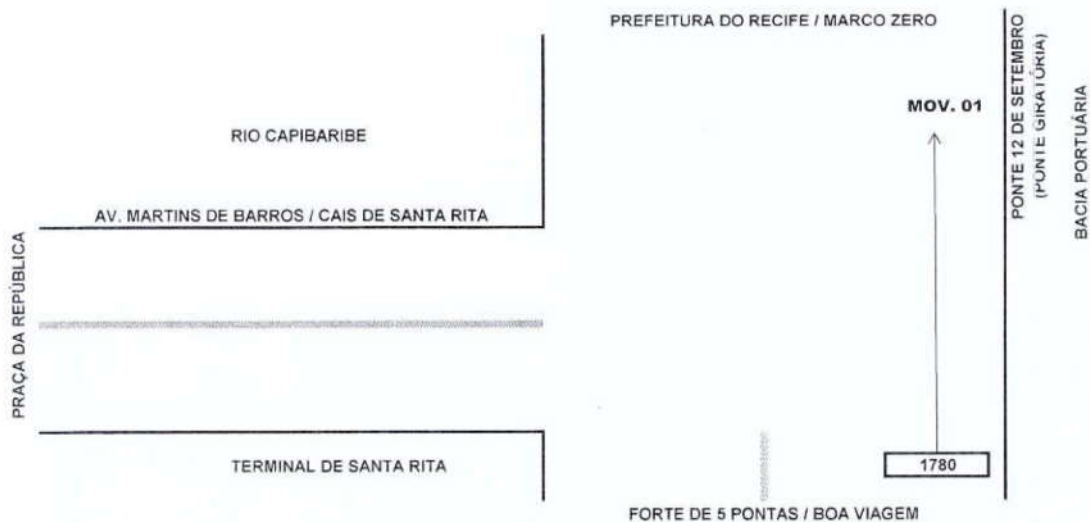 PREFEITURA DO RECIFE / MARCO ZERO
PONTE 12 DE SETEMBRO
(PONTE GIRATÓRIA)
BACIA PORTUÁRIA
MOV. 01
RIO CAPIBARIBE
AV. MARTINS DE BARROS / CAIS DE SANTA RITA
PRAÇA DA REPÚBLICA
TERMINAL DE SANTA RITA
1780
FORTE DE 5 PONTAS / BOA VIAGEM